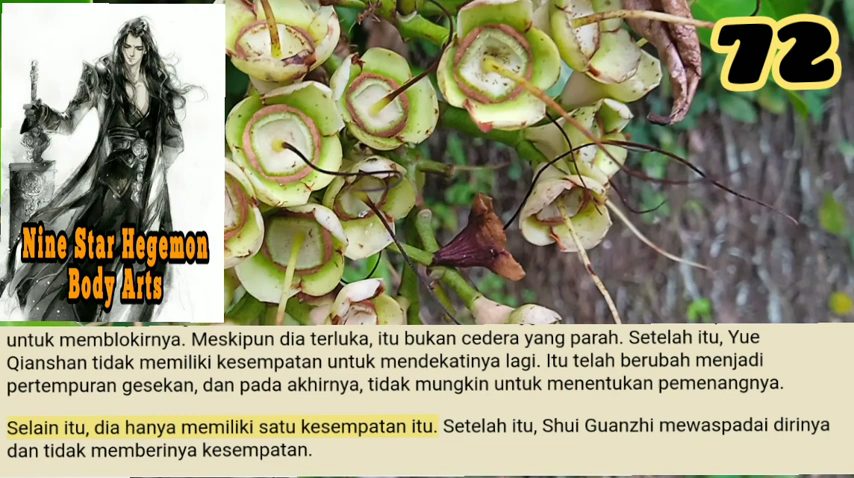 72
Nine Star Hegemon
Body Arts
untuk memblokirnya. Meskipun dia terluka, itu bukan cedera yang parah. Setelah itu, Yue
Qianshan tidak memiliki kesempatan untuk mendekatinya lagi. Itu telah berubah menjadi
pertempuran gesekan, dan pada akhirnya, tidak mungkin untuk menentukan pemenangnya.
Selain itu, dia hanya memiliki satu kesempatan itu. Setelah itu, Shui Guanzhi mewaspadai dirinya
dan tidak memberinya kesempatan.